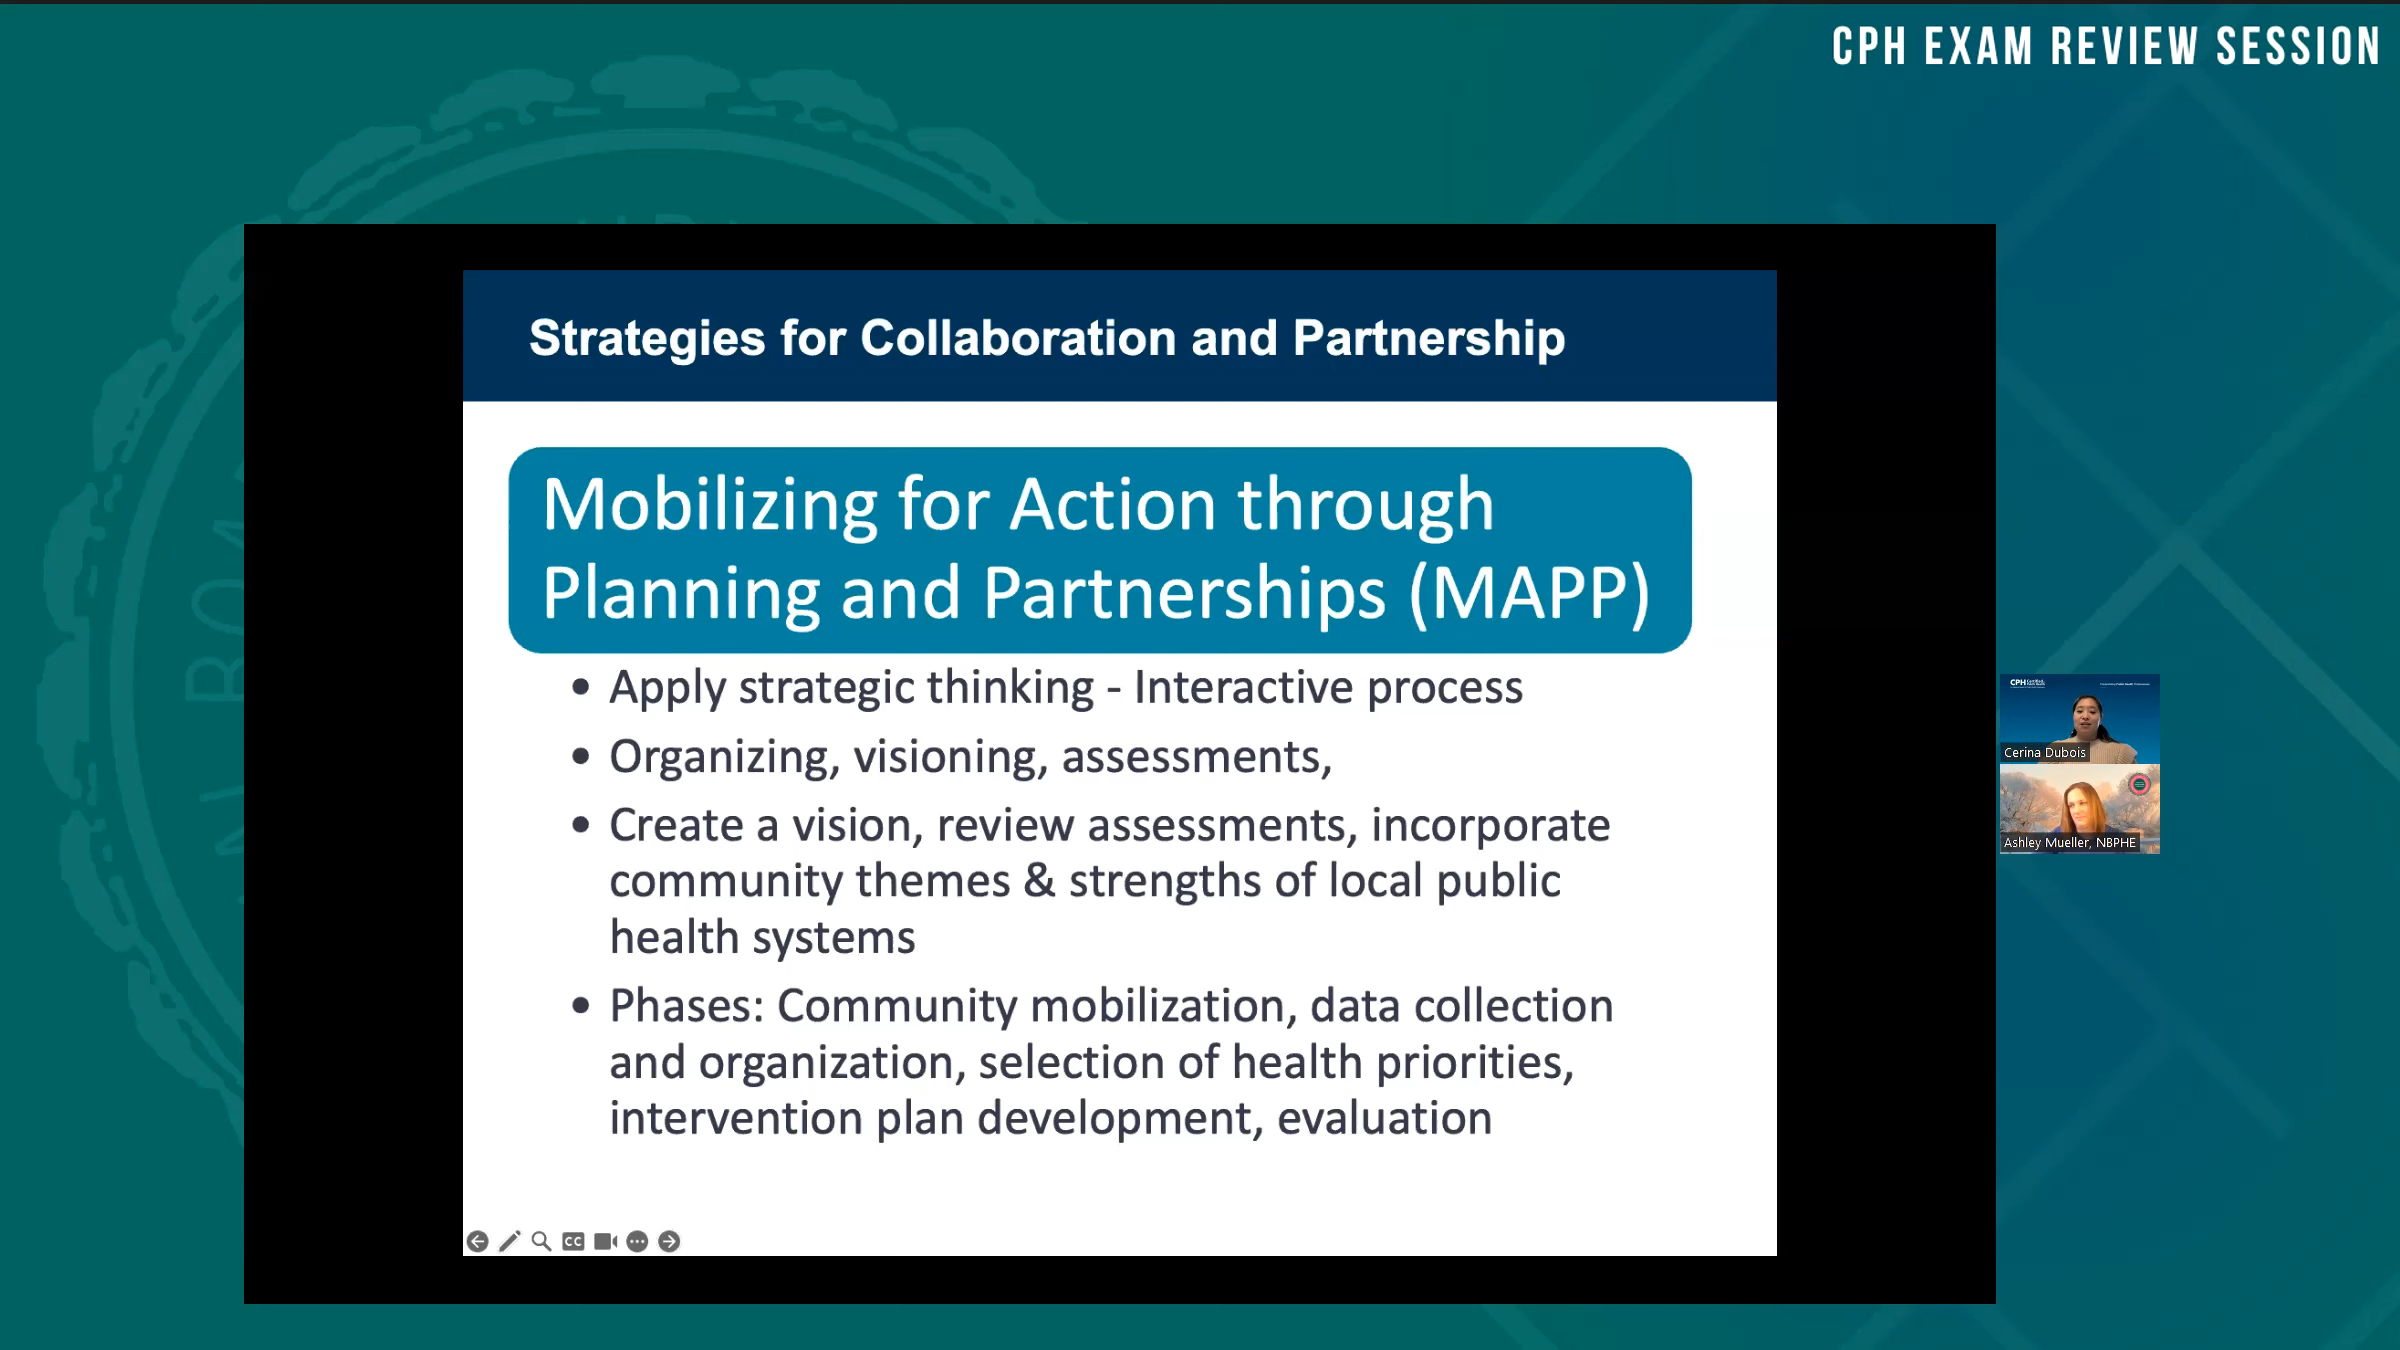 CPH EXAM REVIEW SESSION
Strategies for Collaboration and Partnership
Mobilizing for Action through
Planning and Partnerships (MAPP)
• Apply strategic thinking - Interactive process
• Organizing, visioning, assessments,
• Create a vision, review assessments, incorporate
community themes & strengths of local public
health systems
• Phases: Community mobilization, data collection
and organization, selection of health priorities,
intervention plan development, evaluation
CC
CPH
Cerina Dubois
Ashley Mueller, NBPHE